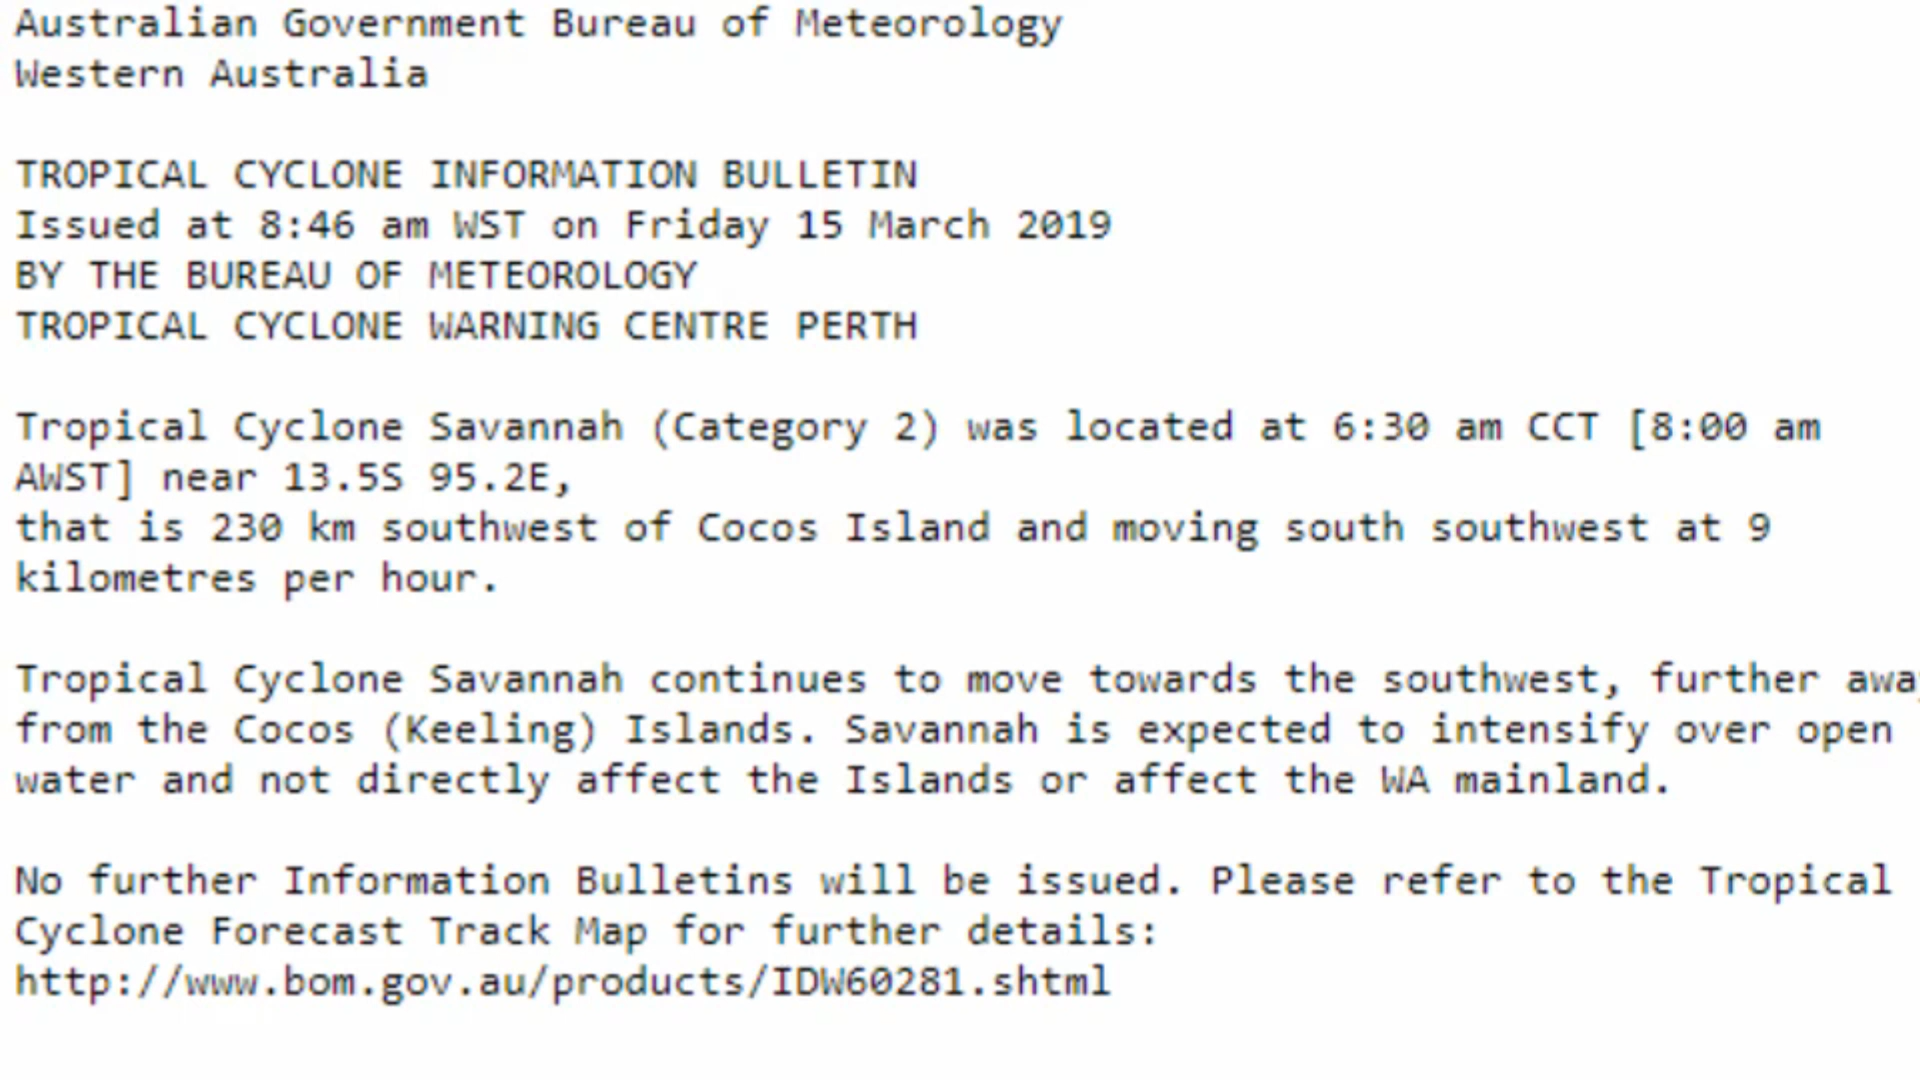 Australian Government Bureau of Meteorology
Western Australia
TROPICAL CYCLONE INFORMATION BULLETIN
Issued at 8:46 am WST on Friday 15 March 2019
BY THE BUREAU OF METEOROLOGY
TROPICAL CYCLONE WARNING CENTRE PERTH
Tropical Cyclone Savannah (Category 2) was located at 6:30 am CCT [8:00 am
AWST] near 13.5S 95.2E,
that is 230 km southwest of Cocos Island and moving south southwest at 9
kilometres per hour.
Tropical Cyclone Savannah continues to move towards the southwest, further away
from the Cocos (Keeling) Islands. Savannah is expected to intensify over open
water and not directly affect the Islands or affect the WA mainland.
No further Information Bulletins will be issued. Please refer to the Tropical
Cyclone Forecast Track Map for further details:
http://www.bom.gov.au/products/IDW60281.shtml